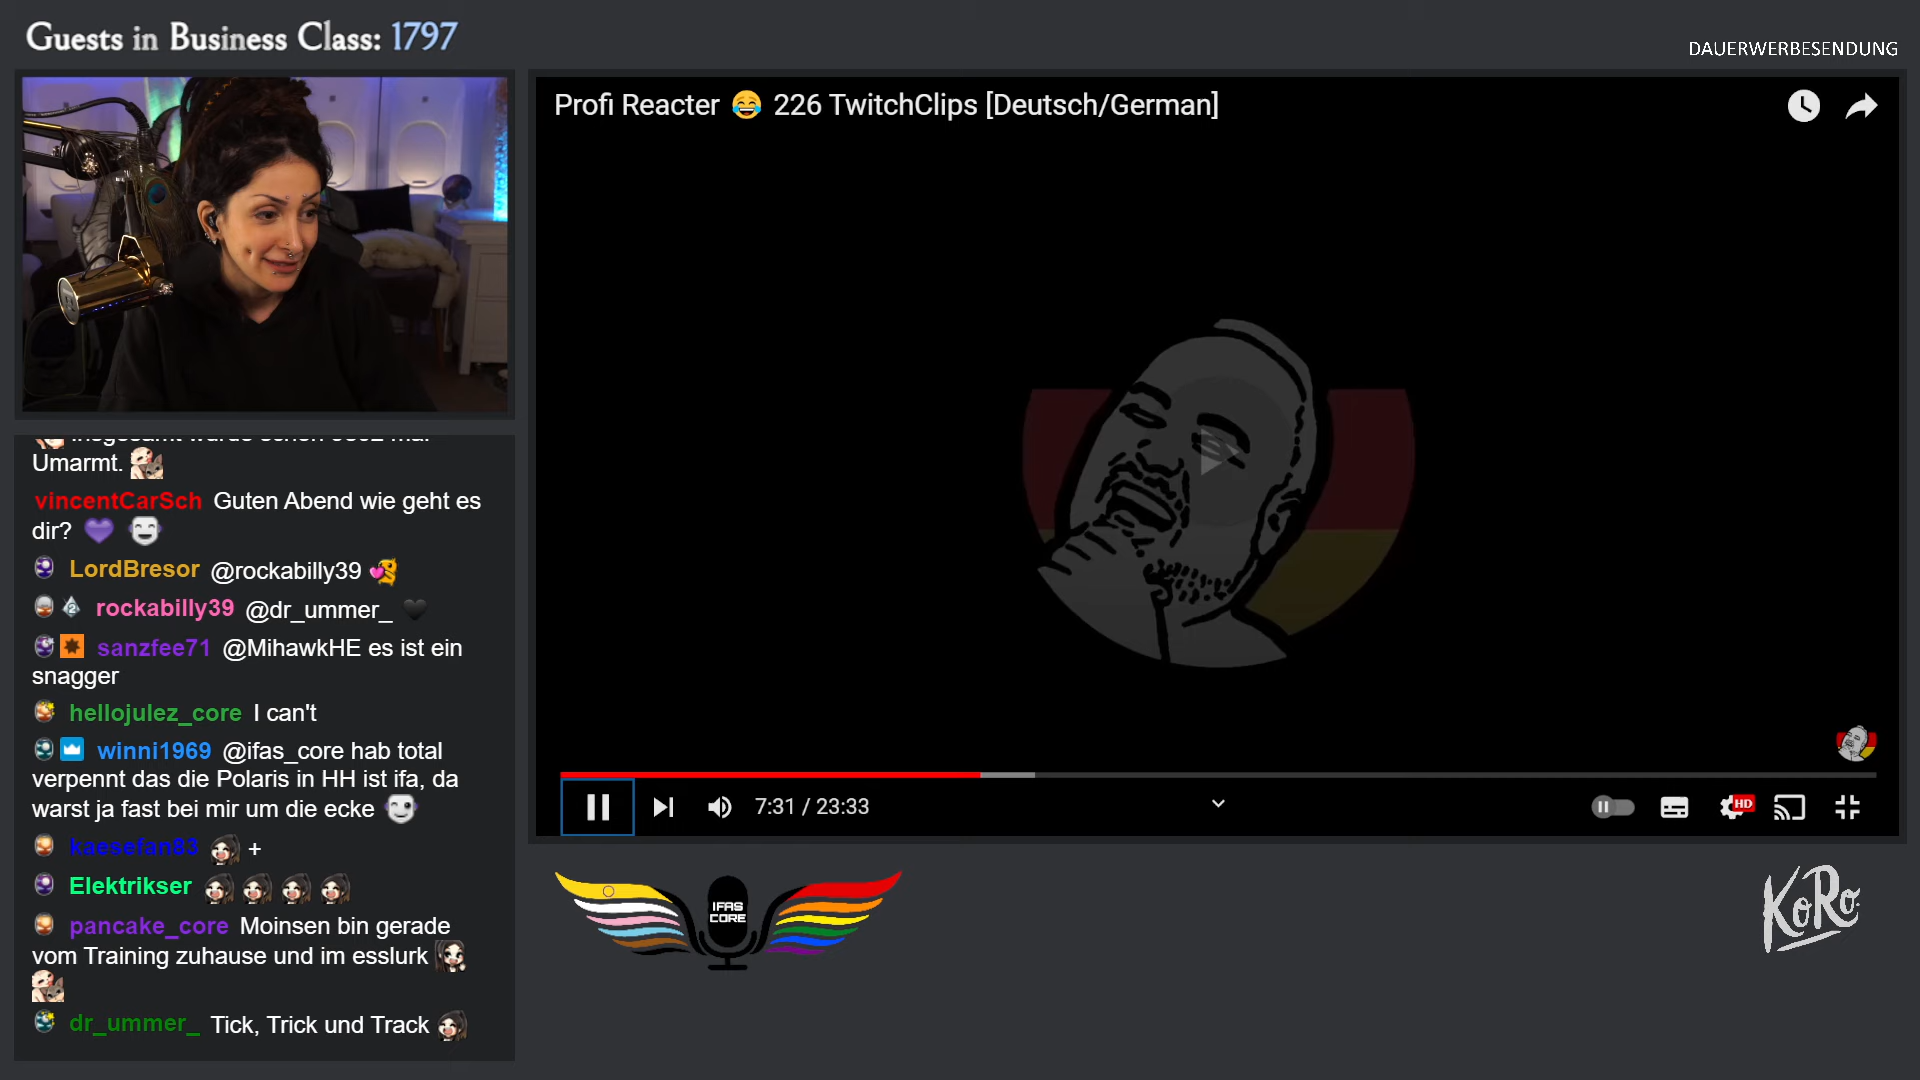 Guests in Business Class: 1797
DAUERWERBESENDUNG
Profi Reacter 😂 226 TwitchClips [Deutsch/German]
Umarmt.
vincentCarSch Guten Abend wie geht es
dir? 💜
LordBresor @rockabilly39
rockabilly39 @dr_ummer_ 🖤
sanzfee71 @MihawkHE es ist ein
snagger
hellojulez_core I can't
winni1969 @ifas_core hab total
verpennt das die Polaris in HH ist ifa, da
warst ja fast bei mir um die ecke
kaesefan83 +
Elektrikser
pancake_core Moinsen bin gerade
vom Training zuhause und im esslurk
dr_ummer_ Tick, Trick und Track
7:31 / 23:33
HD
IFAS
CORE
KoRo